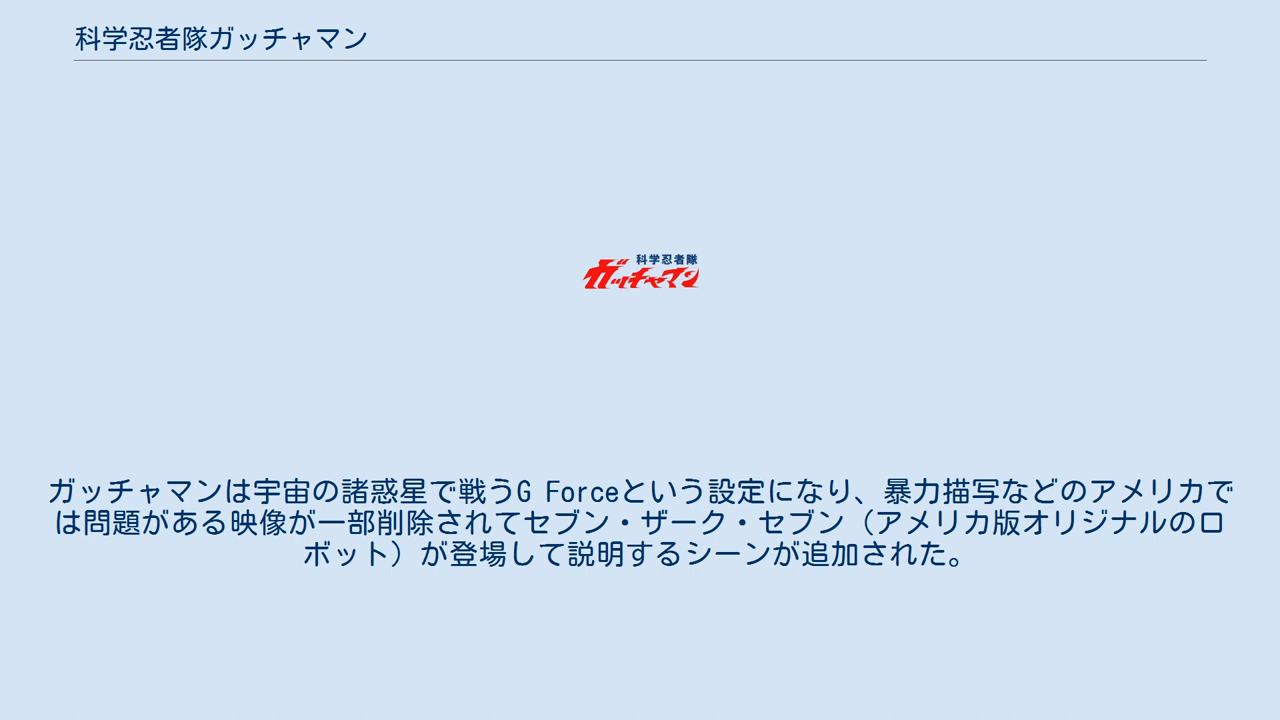 科学忍者隊ガッチャマン
科学忍者隊
ガッチャマン
ガッチャマンは宇宙の諸惑星で戦うG Forceという設定になり、暴力描写などのアメリカで
は問題がある映像が一部削除されてセブン・ザーク・セブン（アメリカ版オリジナルのロ
ボット）が登場して説明するシーンが追加された。